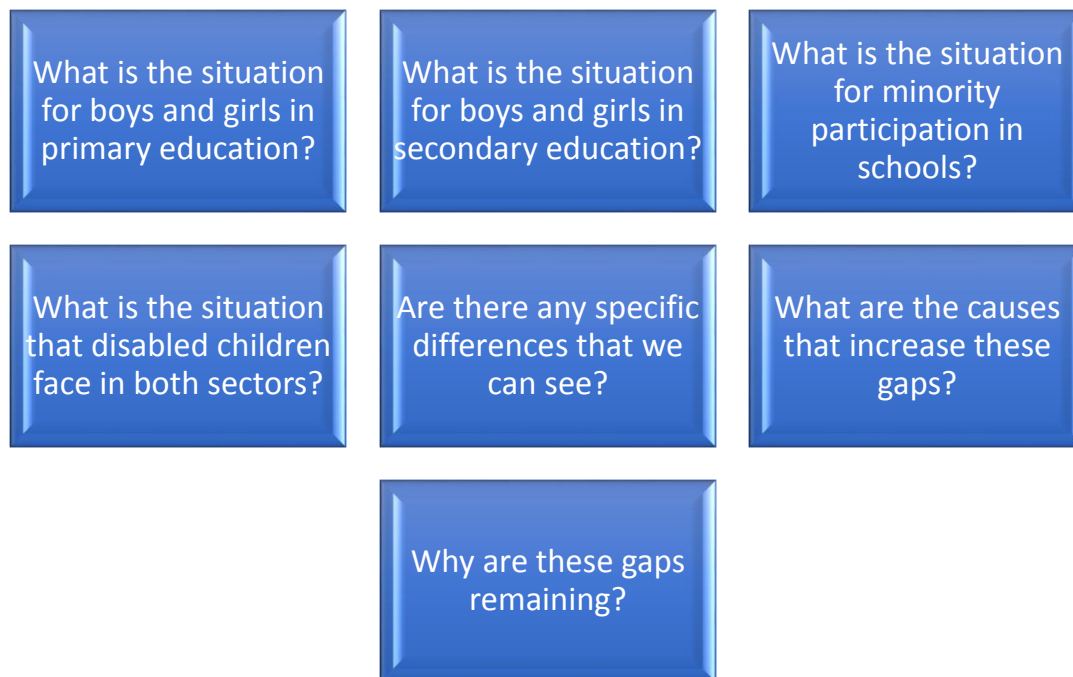 What is the situation
for boys and girls in
primary education?
What is the situation
for boys and girls in
secondary education?
What is the situation
for minority
participation in
schools?
What is the situation
that disabled children
face in both sectors?
Are there any specific
differences that we
can see?
What are the causes
that increase these
gaps?
Why are these gaps
remaining?